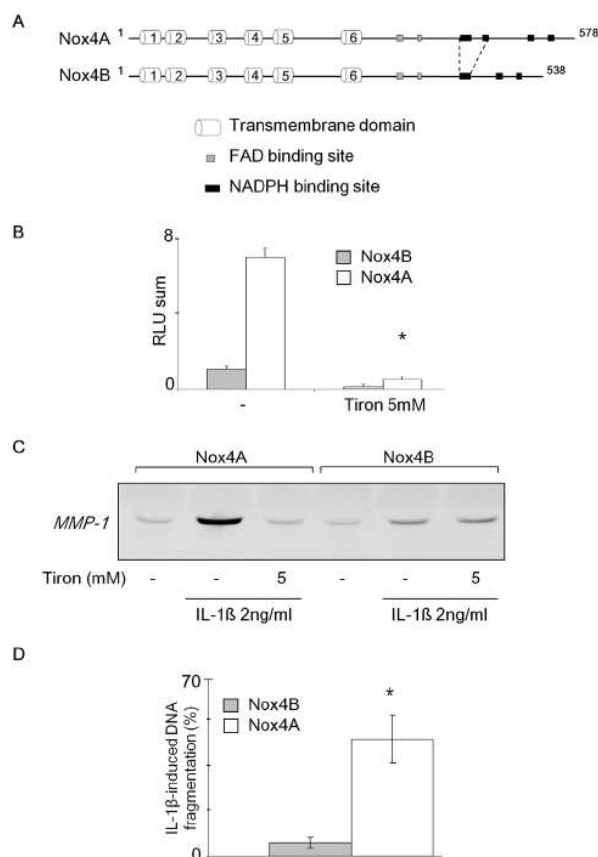 A
Nox4A 1 1 2 3 4 5 6 578
Nox4B 1 1 2 3 4 5 6 538
Transmembrane domain
FAD binding site
NADPH binding site
B
8
Nox4B
Nox4A
RLU sum
*
0
- Tiron 5mM
C
Nox4A Nox4B
MMP-1
Tiron (mM) - - 5 - - 5
IL-1ß 2ng/ml IL-1ß 2ng/ml
D
70
Nox4B
Nox4A
*
IL-1β-induced DNA
fragmentation (%)
0